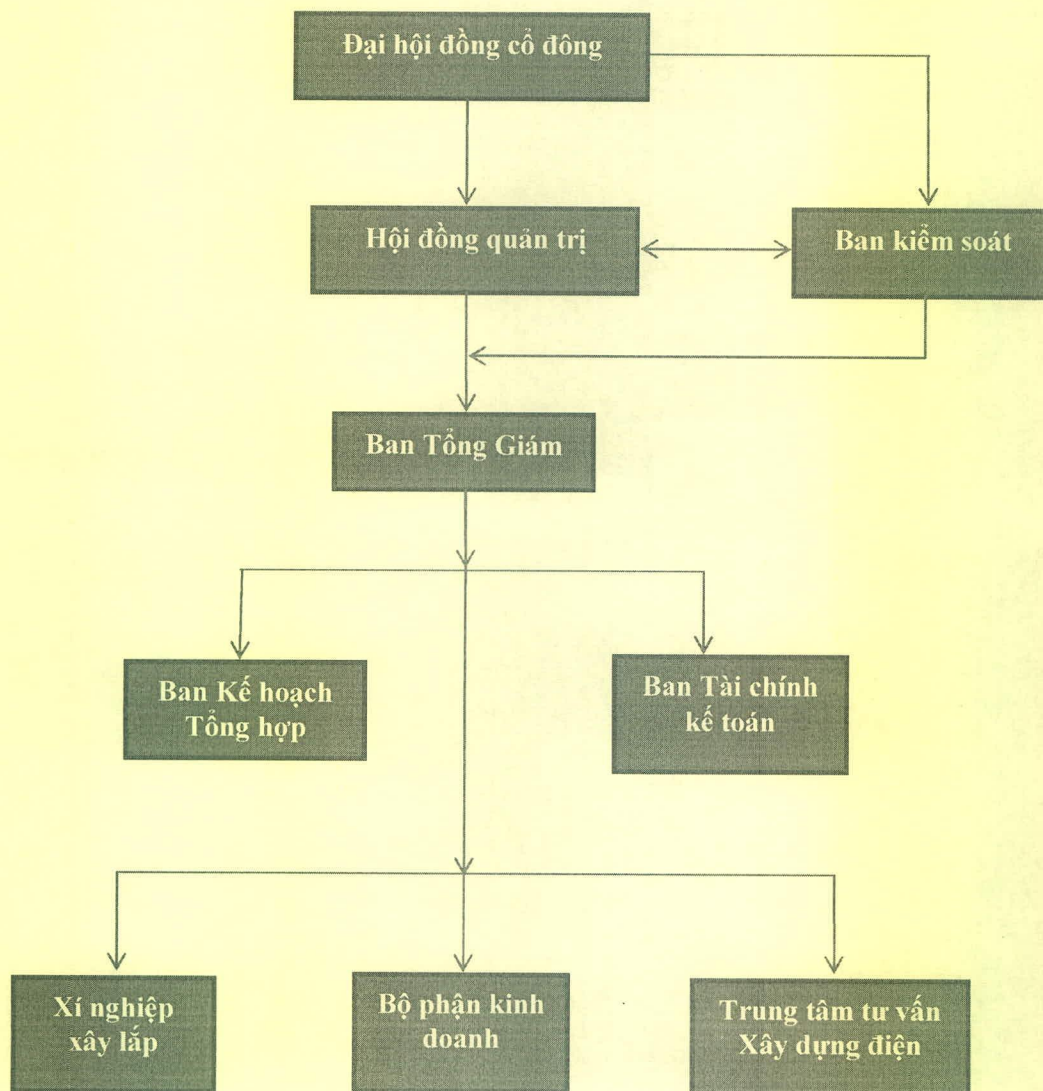 Đại hội đồng cổ đông
Hội đồng quản trị
Ban kiểm soát
Ban Tổng Giám
Ban Kế hoạch
Tổng hợp
Ban Tài chính
kế toán
Xí nghiệp
xây lắp
Bộ phận kinh
doanh
Trung tâm tư vấn
Xây dựng điện